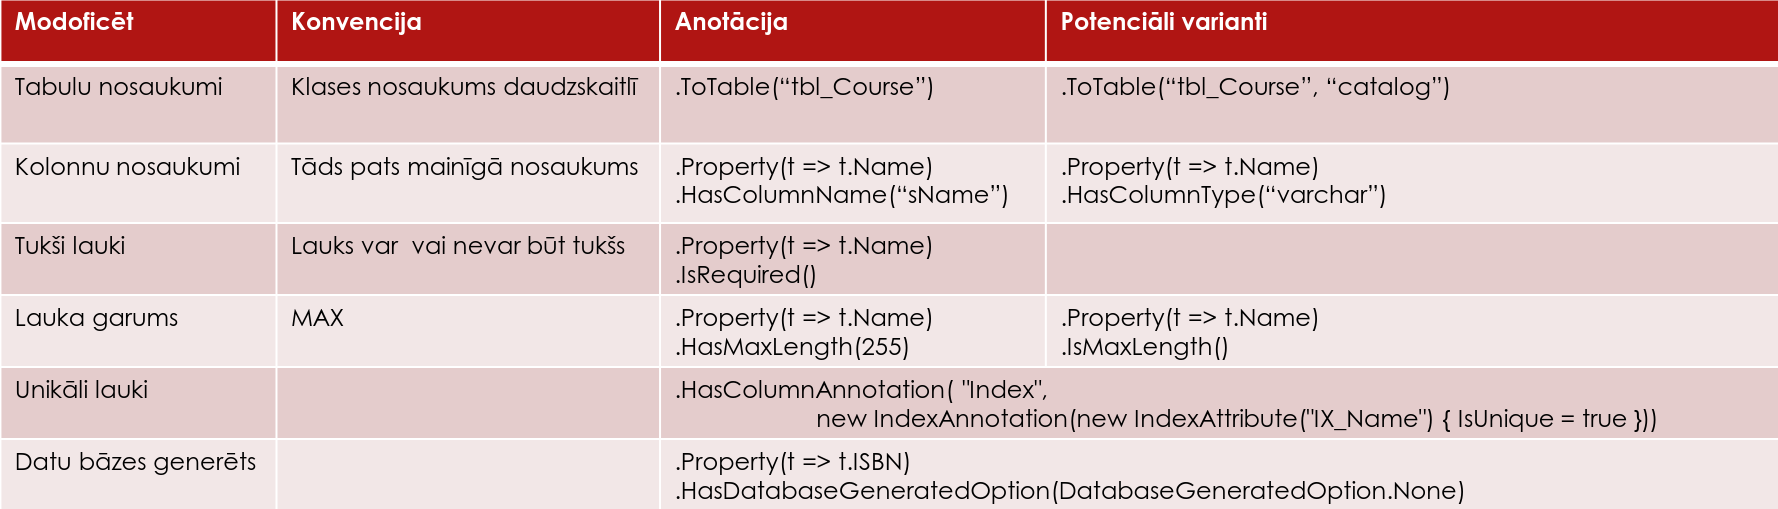 Modoficēt Konvencija Anotācija Potenciāli varianti
Tabulu nosaukumi Klases nosaukums daudzskaitlī .ToTable(“tbl_Course”) .ToTable(“tbl_Course”, “catalog”)
Kolonnu nosaukumi Tāds pats mainīgā nosaukums .Property(t => t.Name) .Property(t => t.Name)
.HasColumnName(“sName”) .HasColumnType(“varchar”)
Tukši lauki Lauks var  vai nevar būt tukšs .Property(t => t.Name)
.IsRequired()
Lauka garums MAX .Property(t => t.Name) .Property(t => t.Name)
.HasMaxLength(255) .IsMaxLength()
Unikāli lauki .HasColumnAnnotation( "Index",
new IndexAnnotation(new IndexAttribute("IX_Name") { IsUnique = true }))
Datu bāzes generēts .Property(t => t.ISBN)
.HasDatabaseGeneratedOption(DatabaseGeneratedOption.None)